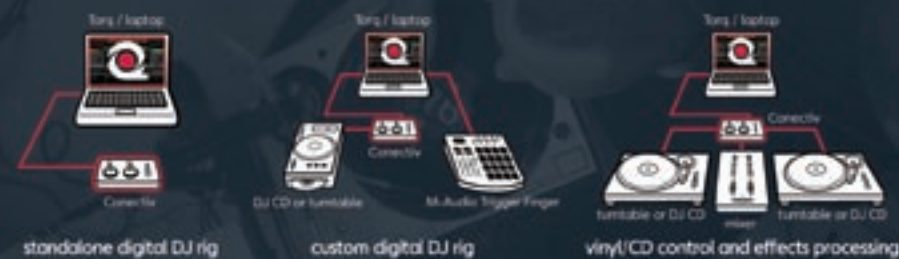 Torq / laptop
Conectiv
standalone digital DJ rig
Torq / laptop
Conectiv
DJ CD or turntable
M-Audio Trigger Finger
custom digital DJ rig
Torq / laptop
Conectiv
turntable or DJ CD
mixer
turntable or DJ CD
vinyl/CD control and effects processing